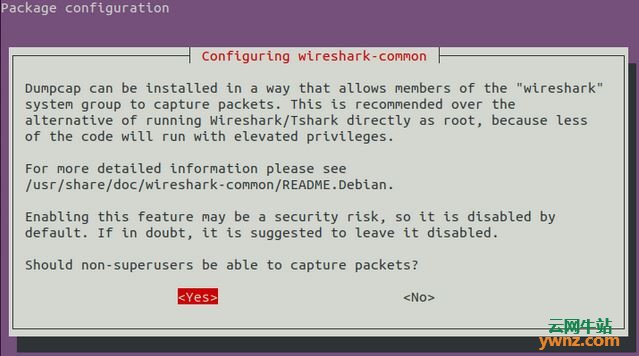 Package configuration
Configuring wireshark-common
Dumpcap can be installed in a way that allows members of the "wireshark"
system group to capture packets. This is recommended over the
alternative of running Wireshark/Tshark directly as root, because less
of the code will run with elevated privileges.
For more detailed information please see
/usr/share/doc/wireshark-common/README.Debian.
Enabling this feature may be a security risk, so it is disabled by
default. If in doubt, it is suggested to leave it disabled.
Should non-superusers be able to capture packets?
<Yes> <No>
云网牛站
ywnz.com